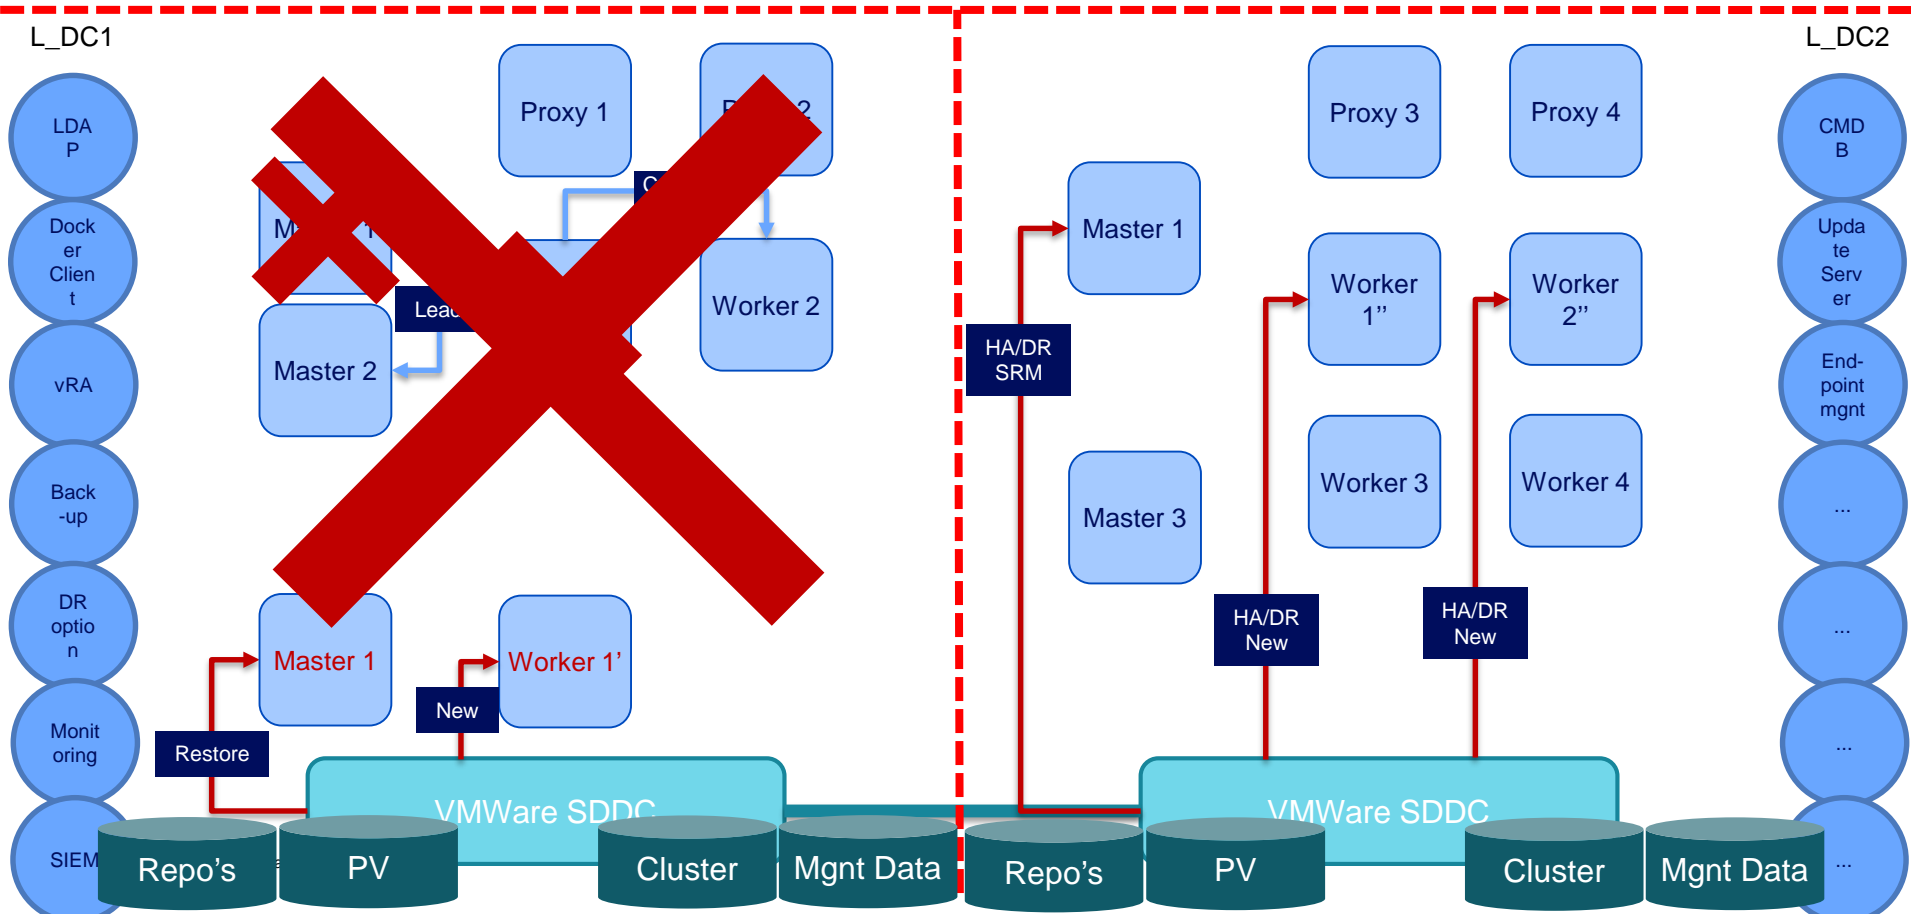 L_DC1
L_DC2
LDA
P
Dock
er
Clien
t
vRA
Back
-up
DR
optio
n
Monit
oring
SIEM
Proxy 1
2
1
Master 2
Worker 2
Master 1
Worker 1’
Restore
New
VMWare SDDC
Repo’s
PV
Cluster
Mgnt Data
Proxy 3
Proxy 4
Master 1
Worker
1’’
Worker
2’’
HA/DR
SRM
Master 3
Worker 3
Worker 4
HA/DR
New
HA/DR
New
VMWare SDDC
Repo’s
PV
Cluster
Mgnt Data
CMD
B
Upda
te
Serv
er
End-
point
mgnt
...
...
...
...